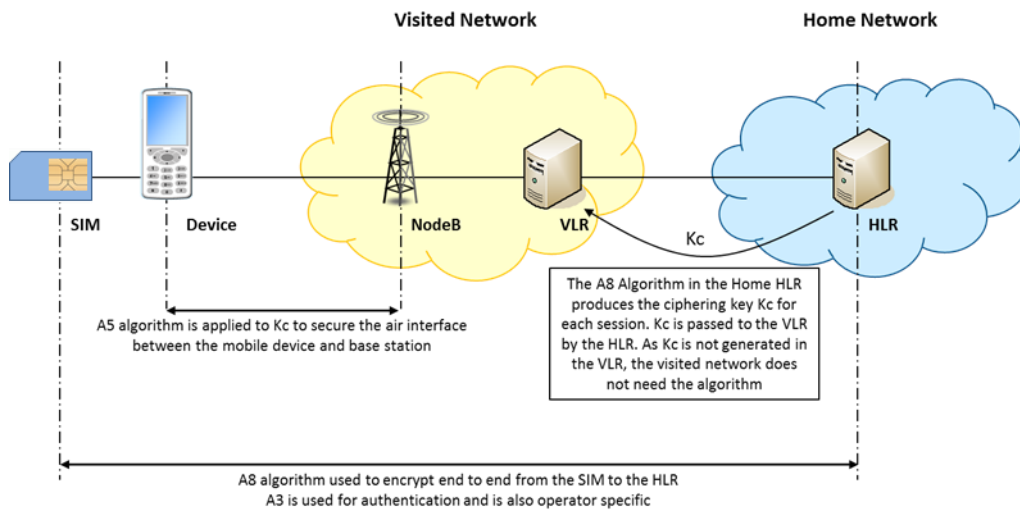 Visited Network
Home Network
SIM
Device
NodeB
VLR
HLR
Kc
The A8 Algorithm in the Home HLR
produces the ciphering key Kc for
each session. Kc is passed to the VLR
by the HLR. As Kc is not generated in
the VLR, the visited network does
not need the algorithm
A5 algorithm is applied to Kc to secure the air interface
between the mobile device and base station
A8 algorithm used to encrypt end to end from the SIM to the HLR
A3 is used for authentication and is also operator specific